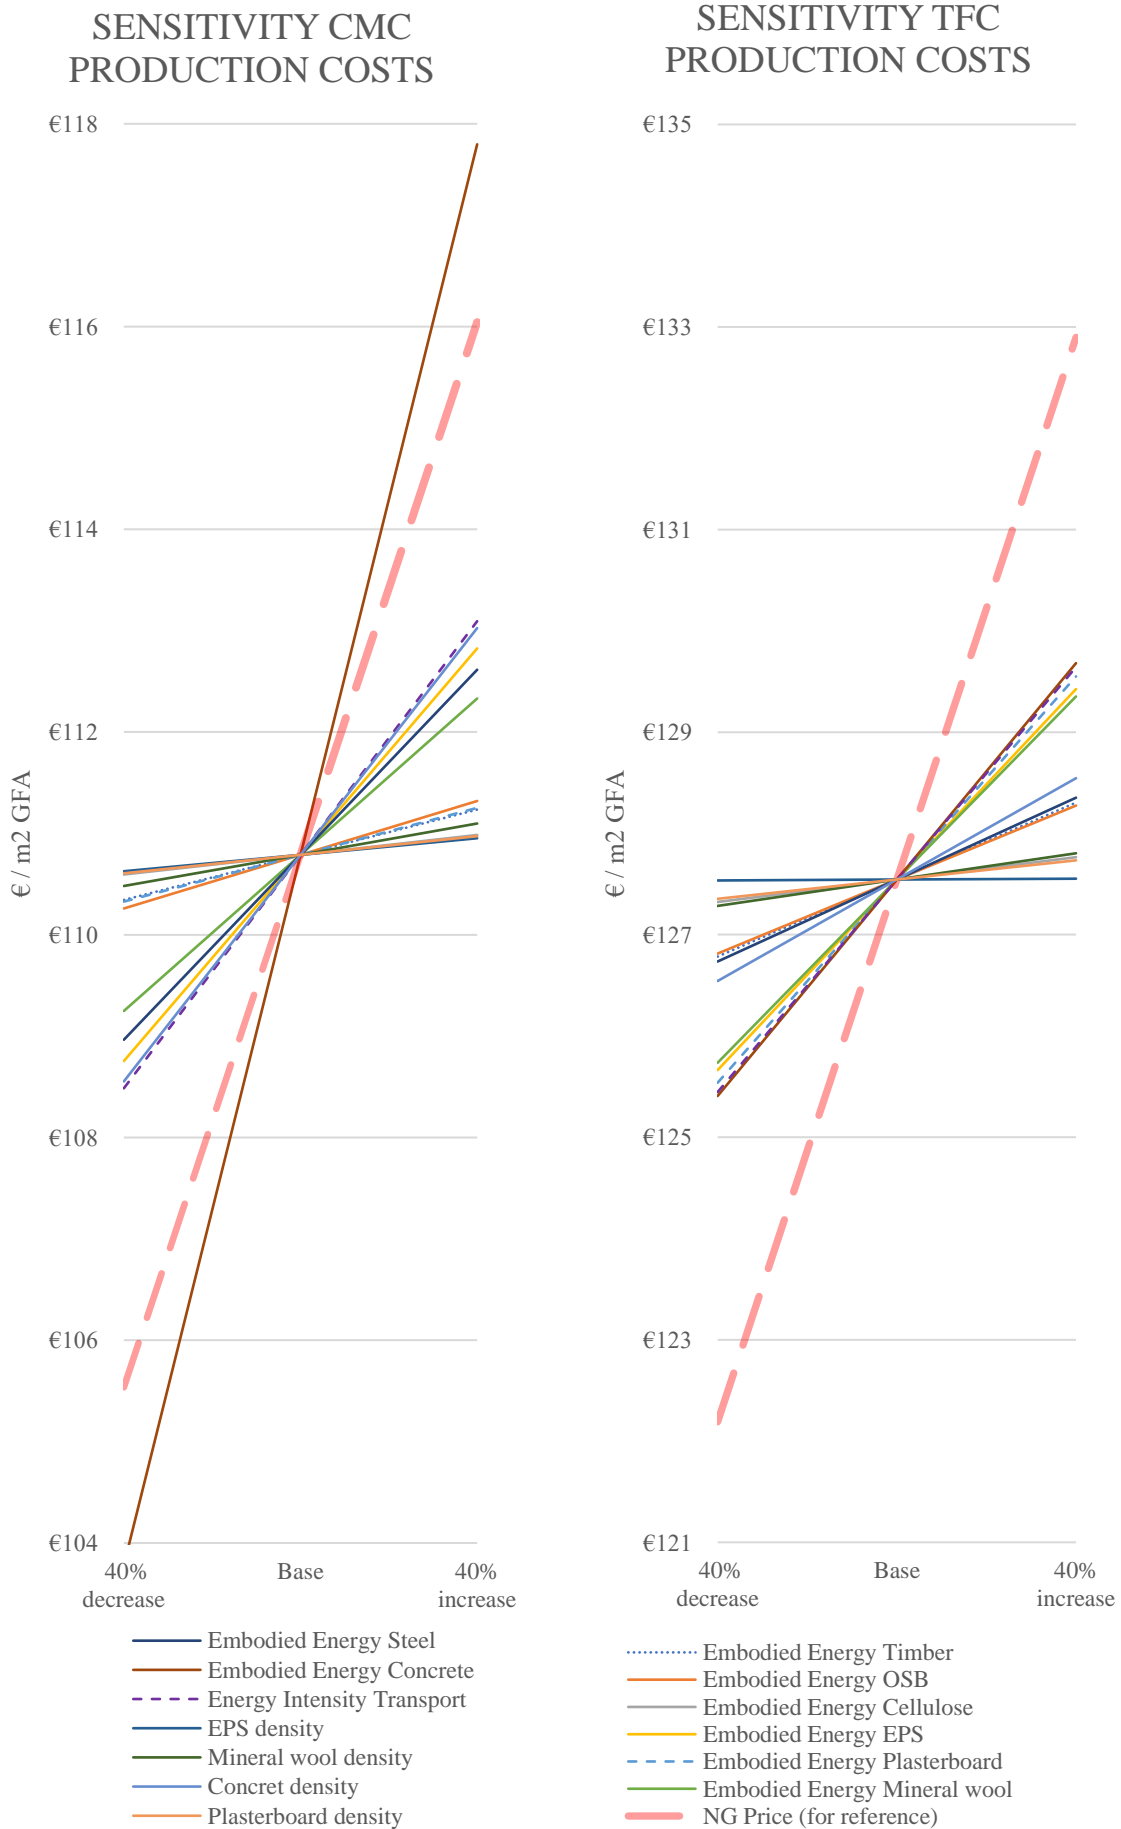 SENSITIVITY CMC
PRODUCTION COSTS
€118
€116
€114
€112
€110
€108
€106
€104
€ / m2 GFA
40%
decrease
Base
40%
increase
Embodied Energy Steel
Embodied Energy Concrete
Energy Intensity Transport
EPS density
Mineral wool density
Concret density
Plasterboard density
SENSITIVITY TFC
PRODUCTION COSTS
€135
€133
€131
€129
€127
€125
€123
€121
€ / m2 GFA
40%
decrease
Base
40%
increase
Embodied Energy Timber
Embodied Energy OSB
Embodied Energy Cellulose
Embodied Energy EPS
Embodied Energy Plasterboard
Embodied Energy Mineral wool
NG Price (for reference)